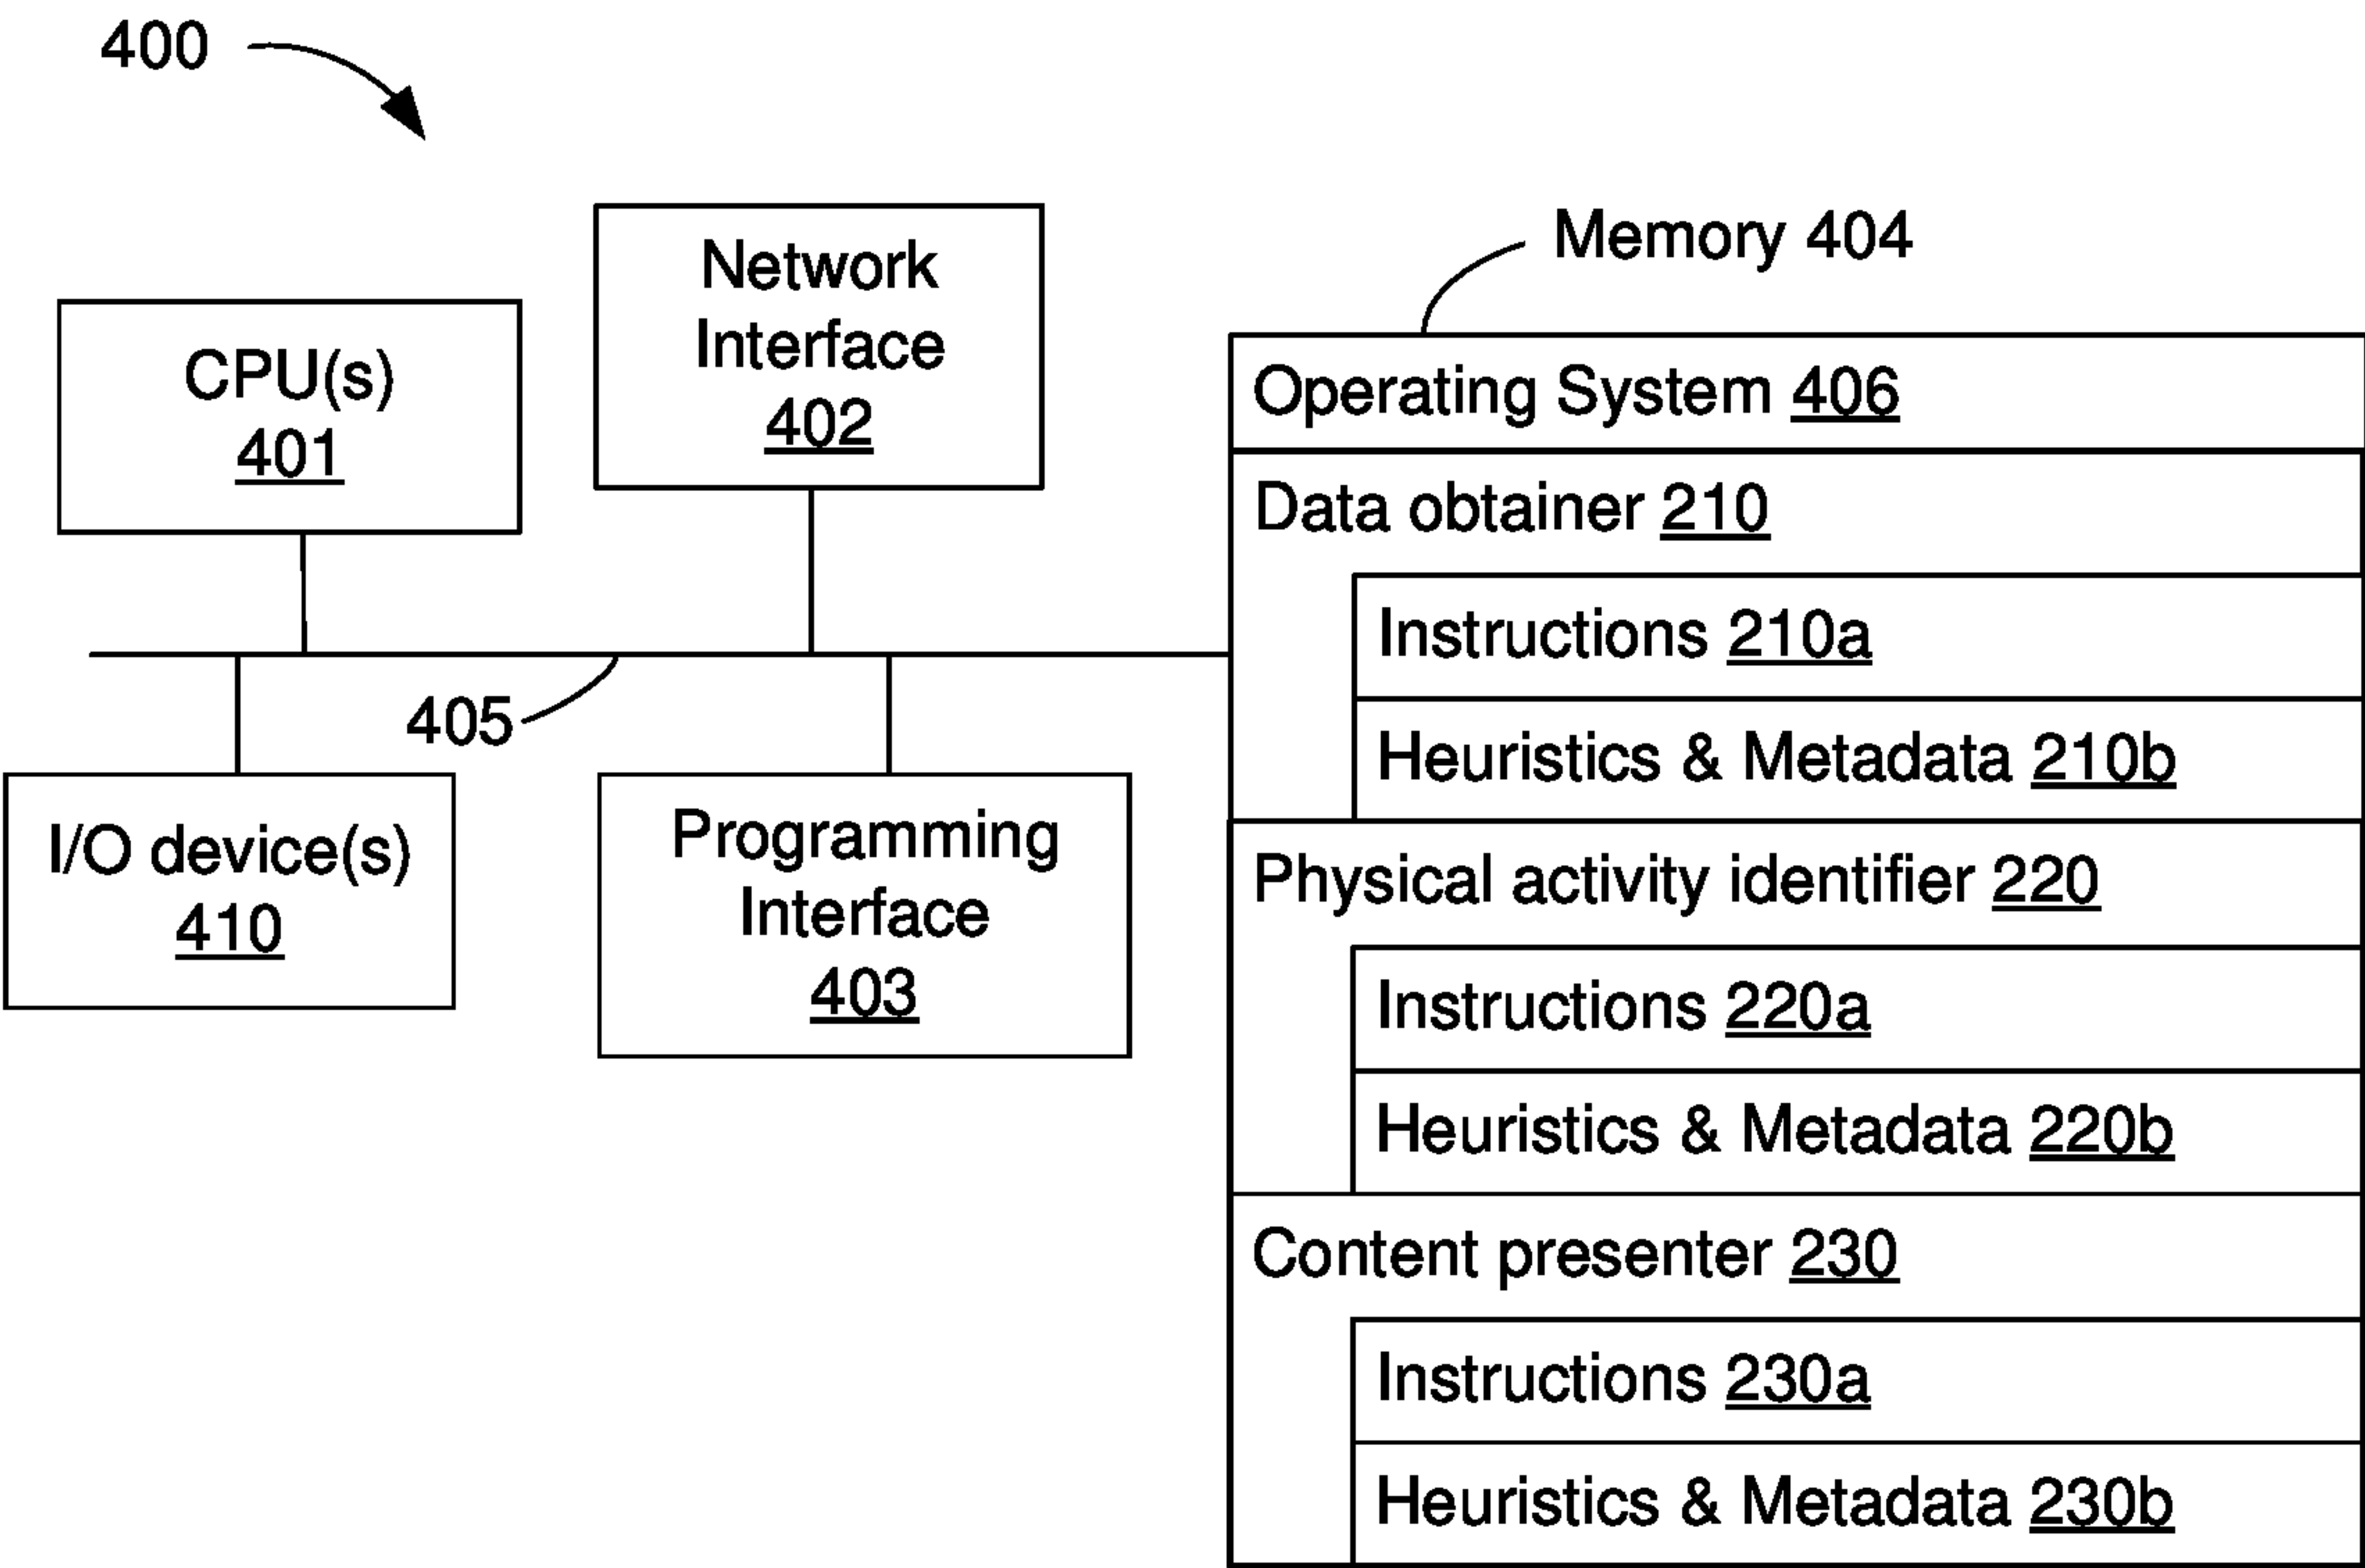 400
CPU(s)
401
Network
Interface
402
405
I/O device(s)
410
Programming
Interface
403
Memory 404
Operating System 406
Data obtainer 210
Instructions 210a
Heuristics & Metadata 210b
Physical activity identifier 220
Instructions 220a
Heuristics & Metadata 220b
Content presenter 230
Instructions 230a
Heuristics & Metadata 230b